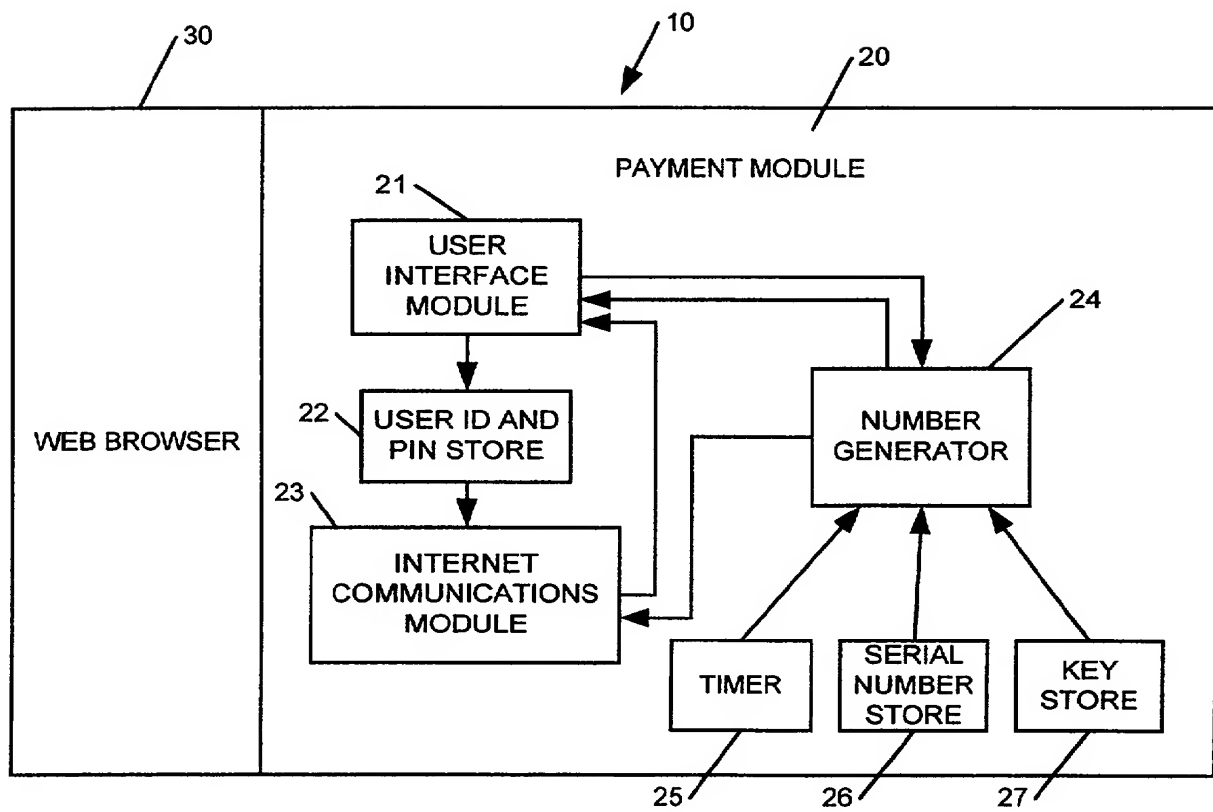 30
10
20
PAYMENT MODULE
21
USER
INTERFACE
MODULE
24
22
USER ID AND
PIN STORE
WEB BROWSER
NUMBER
GENERATOR
23
INTERNET
COMMUNICATIONS
MODULE
TIMER
SERIAL
NUMBER
STORE
KEY
STORE
25
26
27